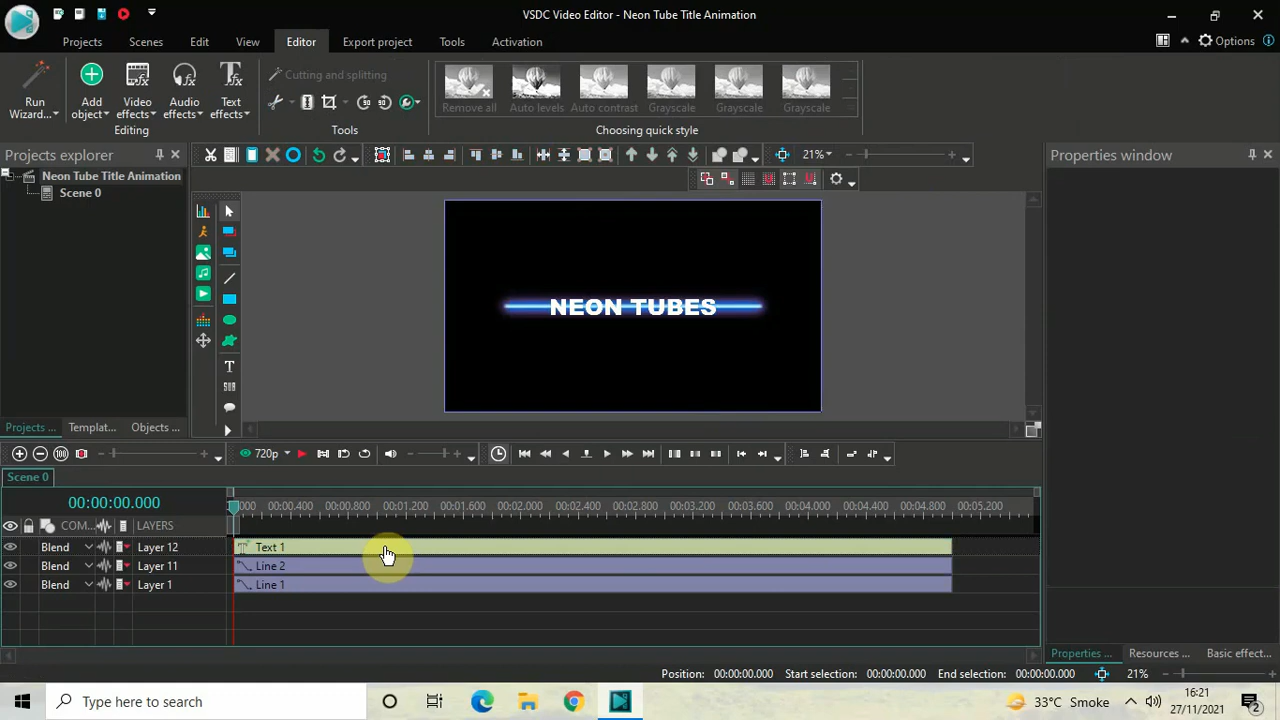 VSDC Video Editor - Neon Tube Title Animation
Projects Scenes Edit View Editor Export project Tools Activation
Options
Run Wizard...
Add object
Video effects
Audio effects
Text effects
Editing
Cutting and splitting
Tools
Remove all Auto levels Auto contrast Grayscale Grayscale Grayscale
Choosing quick style
Projects explorer
21%
Properties window
Neon Tube Title Animation
Scene 0
NEON TUBES
T
SUB
Projects ... Templat... Objects ...
720p
Scene 0
00:00:00.000
000 00:00.400 00:00.800 00:01.200 00:01.600 00:02.000 00:02.400 00:02.800 00:03.200 00:03.600 00:04.000 00:04.400 00:04.800 00:05.200
COM... LAYERS
Blend Layer 12 Text 1
Blend Layer 11 Line 2
Blend Layer 1 Line 1
Properties ... Resources ... Basic effect...
Position: 00:00:00.000 Start selection: 00:00:00.000 End selection: 00:00:00.000 21%
Type here to search
33°C Smoke
16:21
27/11/2021
2